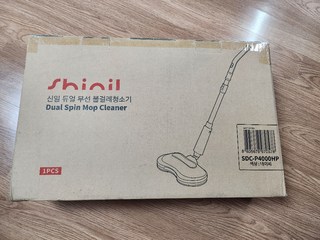 Shinil
신일 듀얼 무선 물걸레청소기
Dual Spin Mop Cleaner
1PCS
SDC-P4000HP